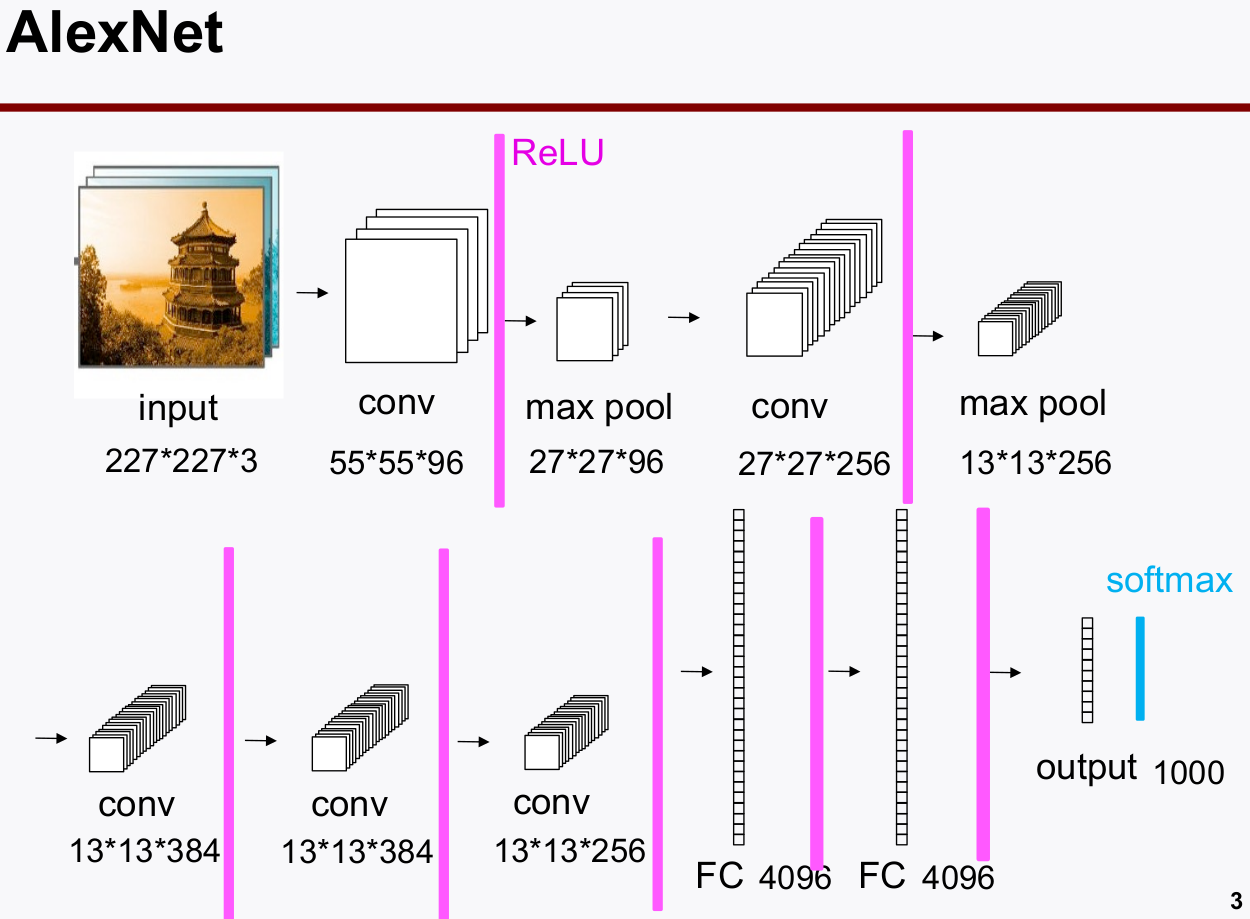 AlexNet
ReLU
input
conv
max pool
conv
max pool
227*227*3
55*55*96
27*27*96
27*27*256
13*13*256
softmax
output 1000
conv
conv
conv
13*13*384
13*13*384
13*13*256
FC 4096
FC 4096
3